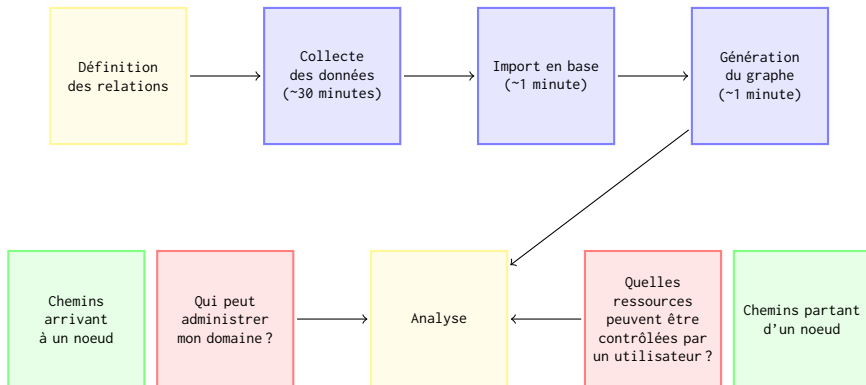 Définition
des relations
Collecte
des données
(~30 minutes)
Import en base
(~1 minute)
Génération
du graphe
(~1 minute)
Chemins
arrivant
à un noeud
Qui peut
administrer
mon domaine ?
Analyse
Quelles
ressources
peuvent être
contrôlées par
un utilisateur ?
Chemins partant
d'un noeud